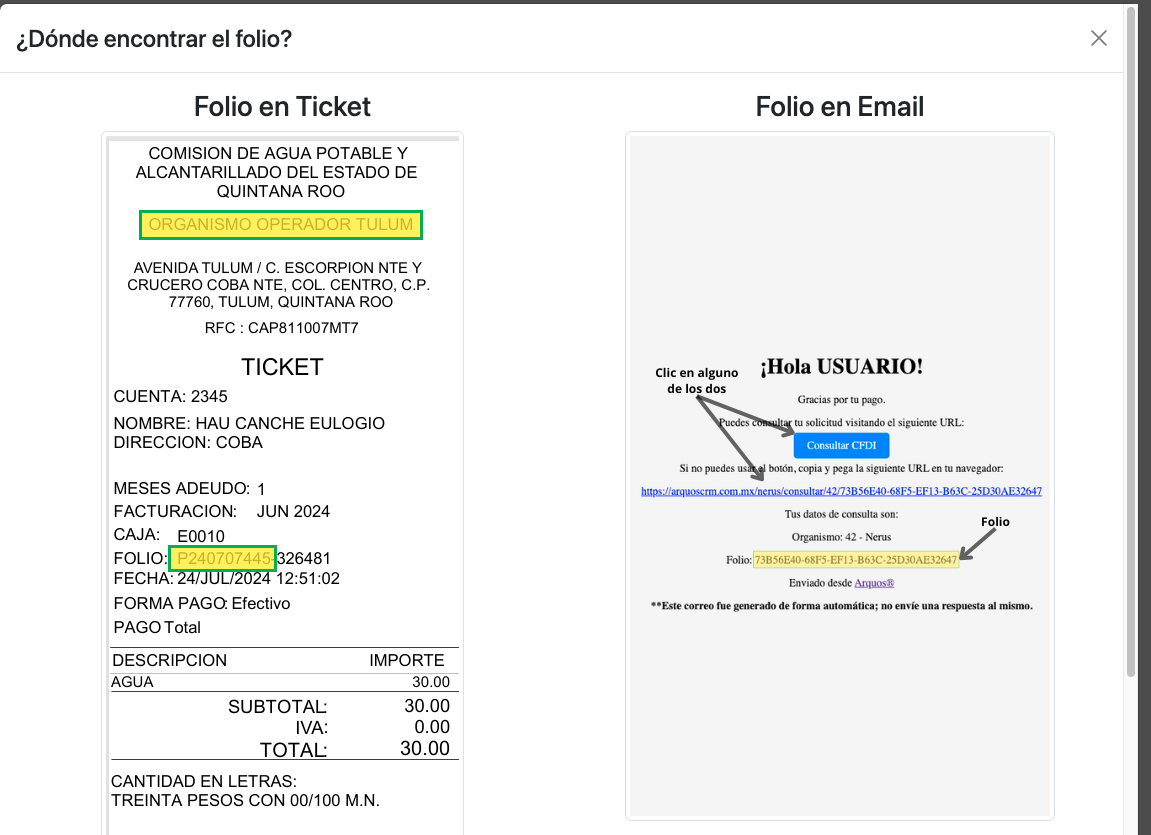 ¿Dónde encontrar el folio?
Folio en Ticket
COMISION DE AGUA POTABLE Y
ALCANTARILLADO DEL ESTADO DE
QUINTANA ROO
ORGANISMO OPERADOR TULUM
AVENIDA TULUM / C. ESCORPION NTE Y
CRUCERO COBA NTE, COL. CENTRO, C.P.
77760, TULUM, QUINTANA ROO
RFC : CAP811007MT7
TICKET
CUENTA: 2345
NOMBRE: HAU CANCHE EULOGIO
DIRECCION: COBA
MESES ADEUDO: 1
FACTURACION: JUN 2024
CAJA: E0010
FOLIO: P240707445-326481
FECHA: 24/JUL/2024 12:51:02
FORMA PAGO: Efectivo
PAGO Total
DESCRIPCION IMPORTE
AGUA 30.00
SUBTOTAL: 30.00
IVA: 0.00
TOTAL: 30.00
CANTIDAD EN LETRAS:
TREINTA PESOS CON 00/100 M.N.
Folio en Email
¡Hola USUARIO!
Clic en alguno
de los dos
Gracias por tu pago.
Puedes consultar tu solicitud visitando el siguiente URL:
Consultar CFDI
Si no puedes usar el botón, copia y pega la siguiente URL en tu navegador:
https://arquoscrm.com.mx/nerus/consultar/42/73B56E40-68F5-EF13-B63C-25D30AE32647
Tus datos de consulta son:
Folio
Organismo: 42 - Nerus
Folio: 73B56E40-68F5-EF13-B63C-25D30AE32647
Enviado desde Arquos®
**Este correo fue generado de forma automática; no envíe una respuesta al mismo.